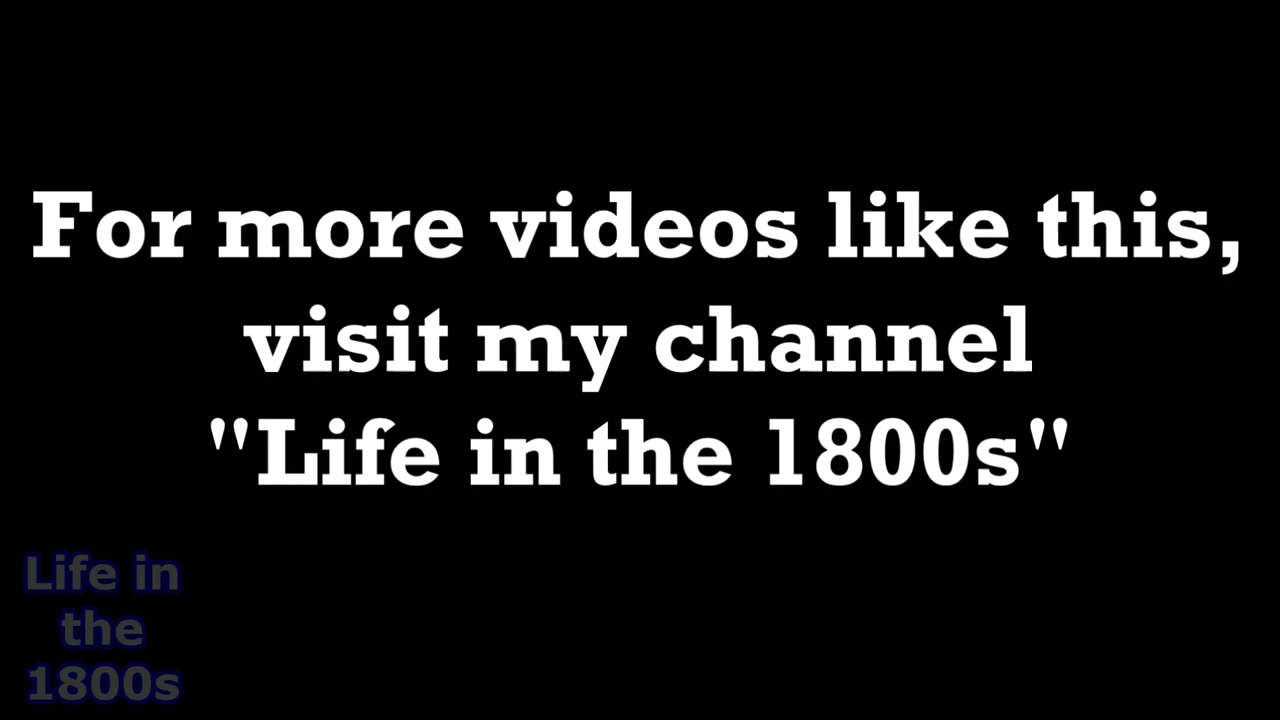 For more videos like this,
visit my channel
"Life in the 1800s"
Life in
the
1800s